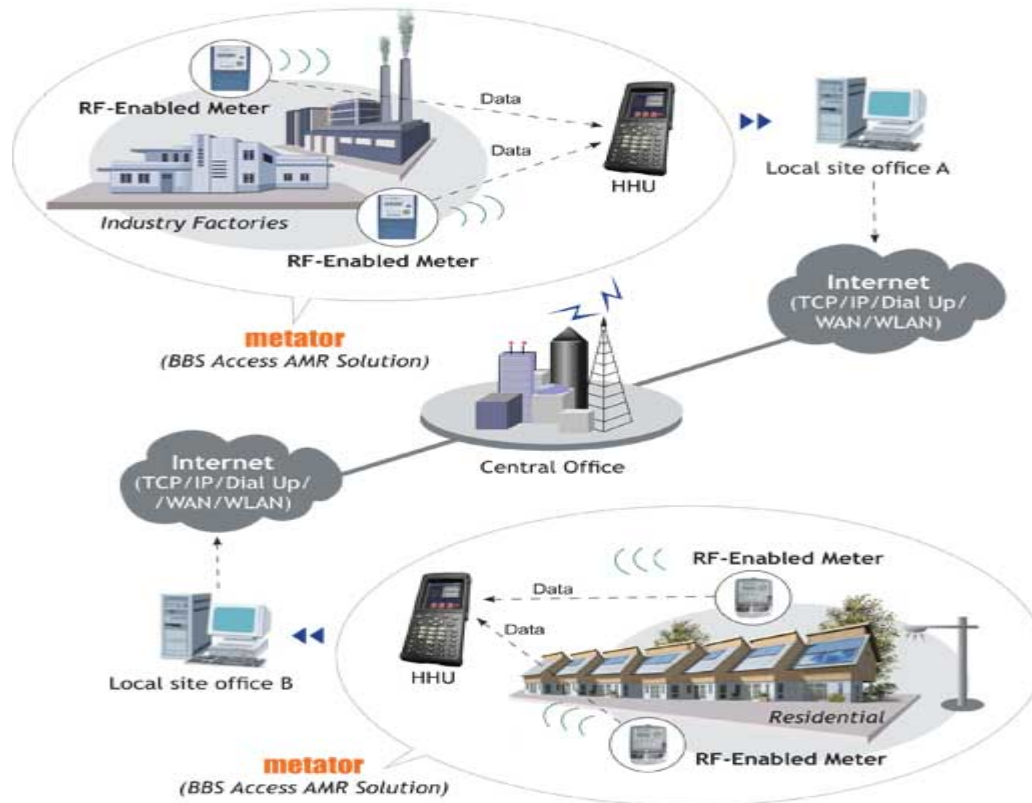 RF-Enabled Meter
Data
Data
HHU
Local site office A
Industry Factories
RF-Enabled Meter
Internet
(TCP/IP/Dial Up/
WAN/WLAN)
metator
(BBS Access AMR Solution)
Central Office
Internet
(TCP/IP/Dial Up/
/WAN/WLAN)
RF-Enabled Meter
Data
Data
HHU
Local site office B
Residential
RF-Enabled Meter
metator
(BBS Access AMR Solution)